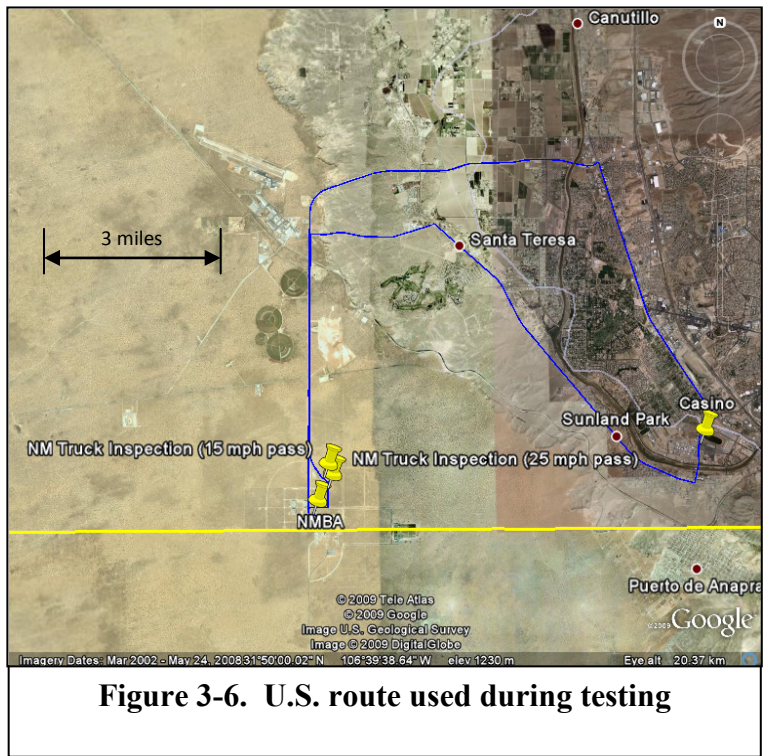 Canutillo
N
3 miles
Santa Teresa
Casino
Sunland Park
NM Truck Inspection (15 mph pass)
NM Truck Inspection (25 mph pass)
NMBA
Puerto de Anapra
© 2009 Tele Atlas
© 2009 Google
Image U.S. Geological Survey
Image © 2009 DigitalGlobe
©2009 Google
Imagery Dates: Mar 2002 - May 24, 2008 31°50'00.02" N 106°39'38.64" W elev 1230 m Eye alt 20.37 km
Figure 3-6. U.S. route used during testing